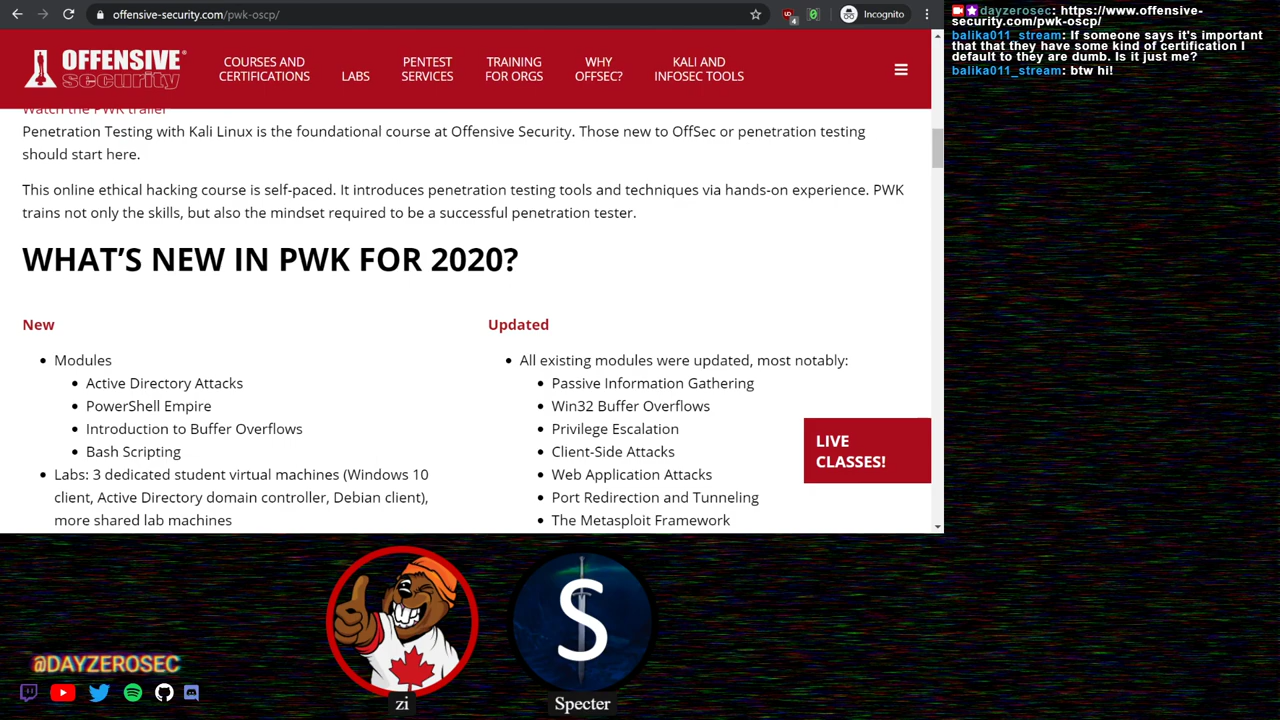 offensive-security.com/pwk-oscp/
Incognito
OFFENSIVE
security
COURSES AND
CERTIFICATIONS
LABS
PENTEST
SERVICES
TRAINING
FOR ORGS
WHY
OFFSEC?
KALI AND
INFOSEC TOOLS
Watch the PWK trailer
Penetration Testing with Kali Linux is the foundational course at Offensive Security. Those new to OffSec or penetration testing
should start here.
This online ethical hacking course is self-paced. It introduces penetration testing tools and techniques via hands-on experience. PWK
trains not only the skills, but also the mindset required to be a successful penetration tester.
WHAT'S NEW IN PWK FOR 2020?
New
Modules
Active Directory Attacks
PowerShell Empire
Introduction to Buffer Overflows
Bash Scripting
Labs: 3 dedicated student virtual machines (Windows 10
client, Active Directory domain controller, Debian client),
more shared lab machines
Updated
All existing modules were updated, most notably:
Passive Information Gathering
Win32 Buffer Overflows
Privilege Escalation
Client-Side Attacks
Web Application Attacks
Port Redirection and Tunneling
The Metasploit Framework
LIVE
CLASSES!
dayzerosec: https://www.offensive-
security.com/pwk-oscp/
balika011_stream: If someone says it's important
that that they have some kind of certification I
default to they are dumb. Is it just me?
balika011_stream: btw hi!
@DAYZEROSEC
zi
S
Specter